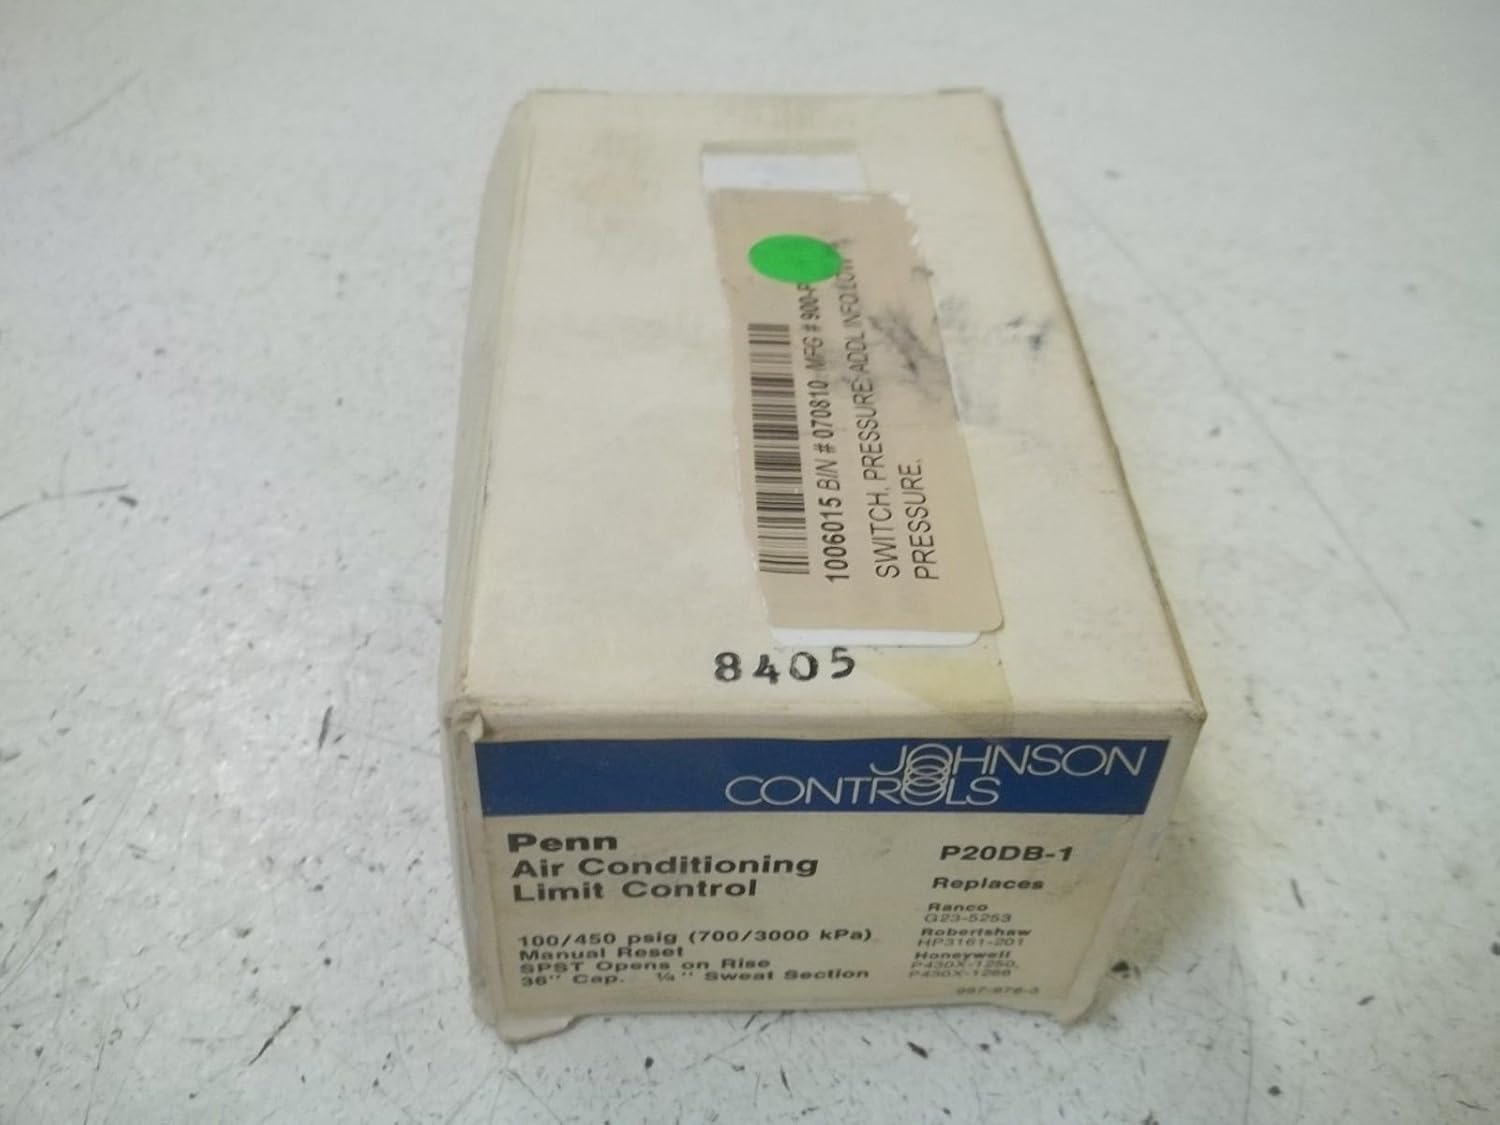 1006015 B/N # 070810 MFG # 900-
SWITCH, PRESSURE; ADDL INFO LOW
PRESSURE.
8405
JOHNSON
CONTROLS
Penn
Air Conditioning
Limit Control
100/450 psig (700/3000 kPa)
Manual Reset
SPST Opens on Rise
36" Cap. ¼" Sweat Section
P20DB-1
Replaces
Ranco
G23-5253
Robertshaw
HP3161-201
Honeywell
P430X-1250,
P430X-1268